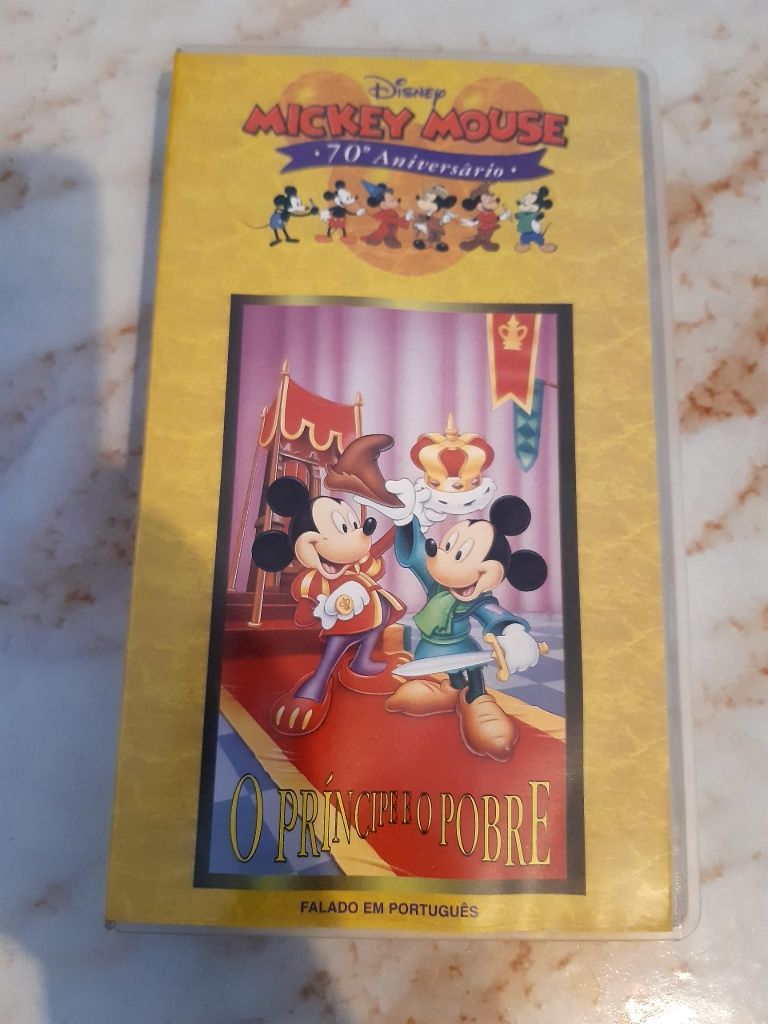 Disney
MICKEY MOUSE
• 70º Aniversário •
O PRÍNCIPE E O POBRE
FALADO EM PORTUGUÊS